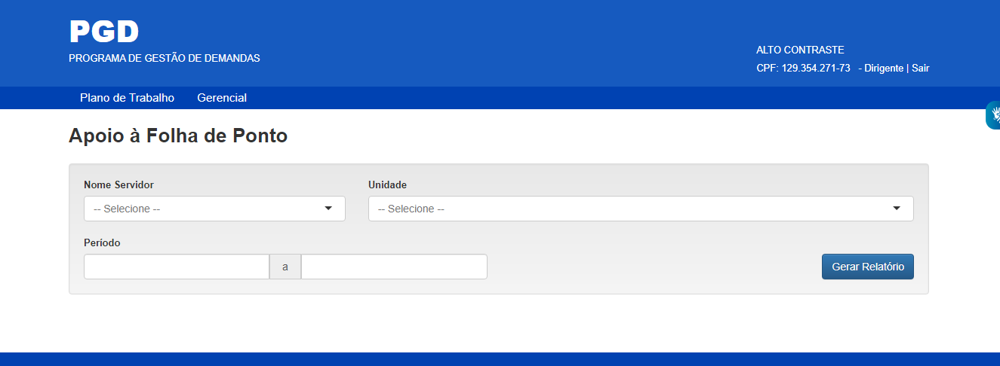 PGD
PROGRAMA DE GESTÃO DE DEMANDAS
ALTO CONTRASTE
CPF: 129.354.271-73 - Dirigente | Sair
Plano de Trabalho Gerencial
Apoio à Folha de Ponto
Nome Servidor Unidade
-- Selecione -- -- Selecione --
Período
a Gerar Relatório